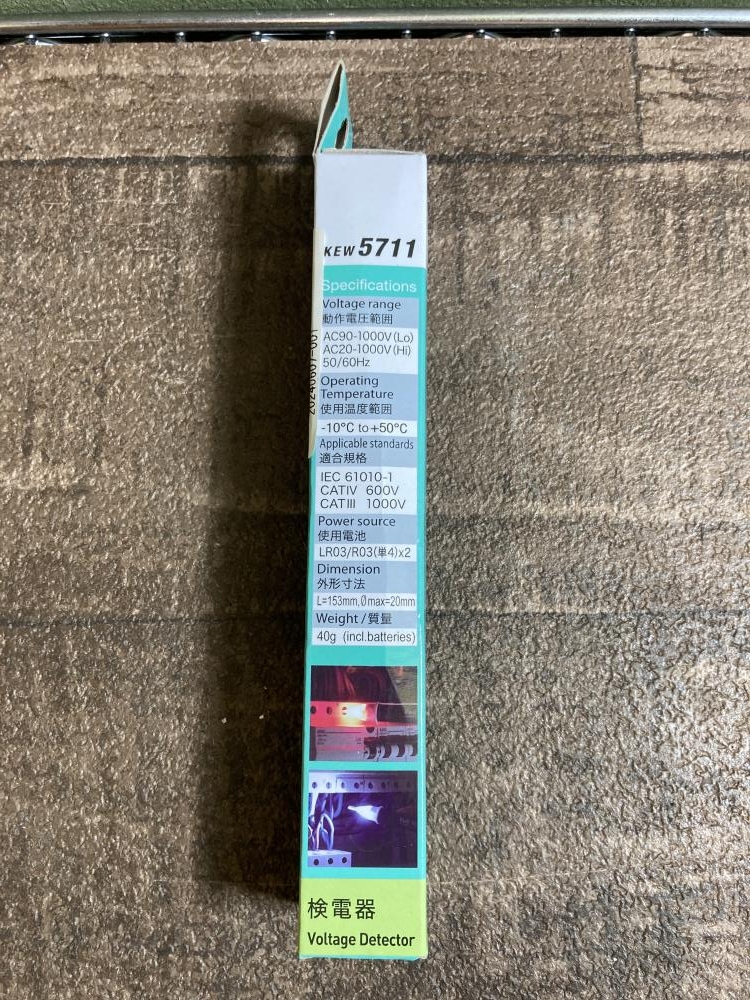 KEW 5711
Specifications
Voltage range
動作電圧範囲
AC90-1000V(Lo)
AC20-1000V(Hi)
50/60Hz
Operating
Temperature
使用温度範囲
-10°C to +50°C
Applicable standards
適合規格
IEC 61010-1
CATIV 600V
CATIII 1000V
Power source
使用電池
LR03/R03(単4)x2
Dimension
外形寸法
L=153mm,Ømax=20mm
Weight /質量
40g (incl.batteries)
検電器
Voltage Detector